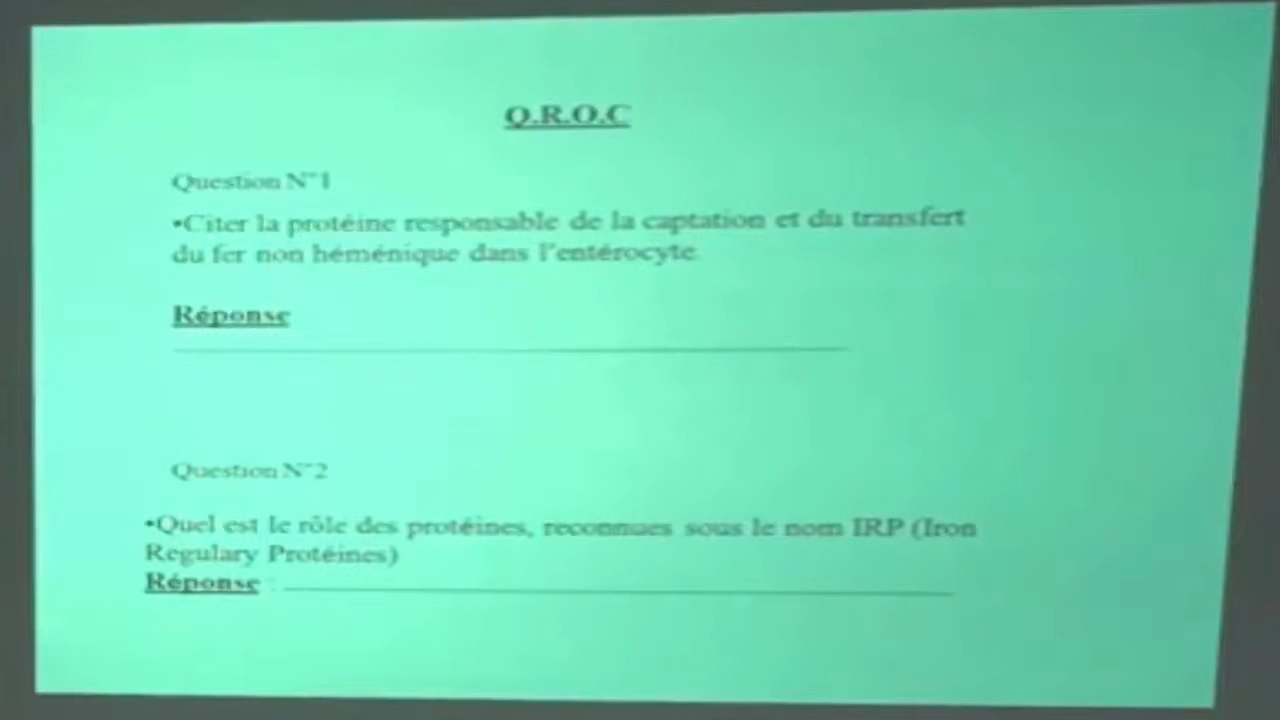 Q.R.O.C
Question N°1
•Citer la protéine responsable de la captation et du transfert
du fer non héménique dans l'entérocyte.
Réponse
Question N°2
•Quel est le rôle des protéines, reconnues sous le nom IRP (Iron
Regulary Protéines)
Réponse :